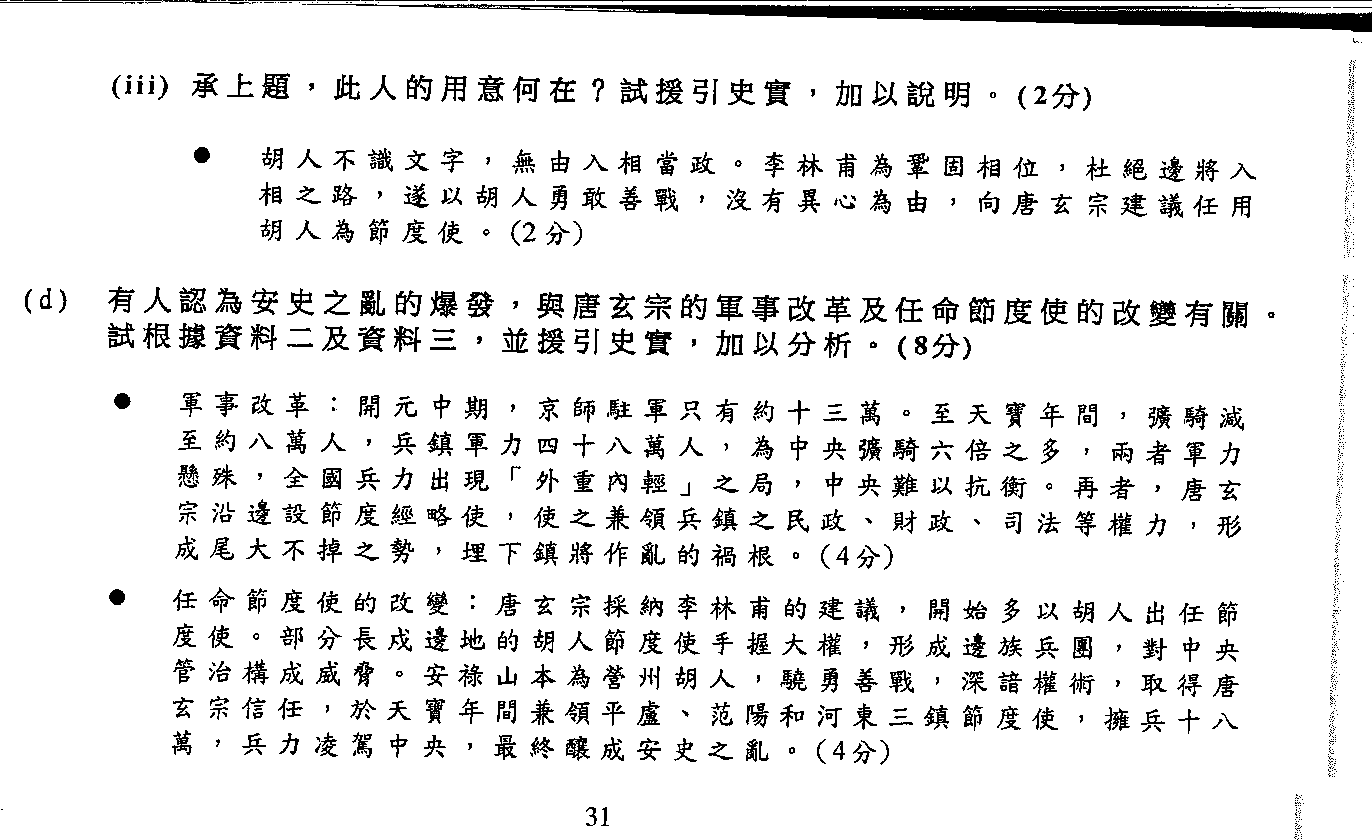 (iii) 承上題，此人的用意何在？試援引史實，加以說明。(2分)
● 胡人不識文字，無由入相當政。李林甫為鞏固相位，杜絕邊將入
相之路，遂以胡人勇敢善戰，沒有異心為由，向唐玄宗建議任用
胡人為節度使。(2分)
(d) 有人認為安史之亂的爆發，與唐玄宗的軍事改革及任命節度使的改變有關。
試根據資料二及資料三，並援引史實，加以分析。(8分)
● 軍事改革：開元中期，京師駐軍只有約十三萬。至天寶年間，彍騎減
至約八萬人，兵鎮軍力四十八萬人，為中央彍騎六倍之多，兩者軍力
懸殊，全國兵力出現「外重內輕」之局，中央難以抗衡。再者，唐玄
宗沿邊設節度經略使，使之兼領兵鎮之民政、財政、司法等權力，形
成尾大不掉之勢，埋下鎮將作亂的禍根。(4分)
● 任命節度使的改變：唐玄宗採納李林甫的建議，開始多以胡人出任節
度使。部分長戍邊地的胡人節度使手握大權，形成邊族兵團，對中央
管治構成威脅。安祿山本為營州胡人，驍勇善戰，深諳權術，取得唐
玄宗信任，於天寶年間兼領平盧、范陽和河東三鎮節度使，擁兵十八
萬，兵力凌駕中央，最終釀成安史之亂。(4分)
31